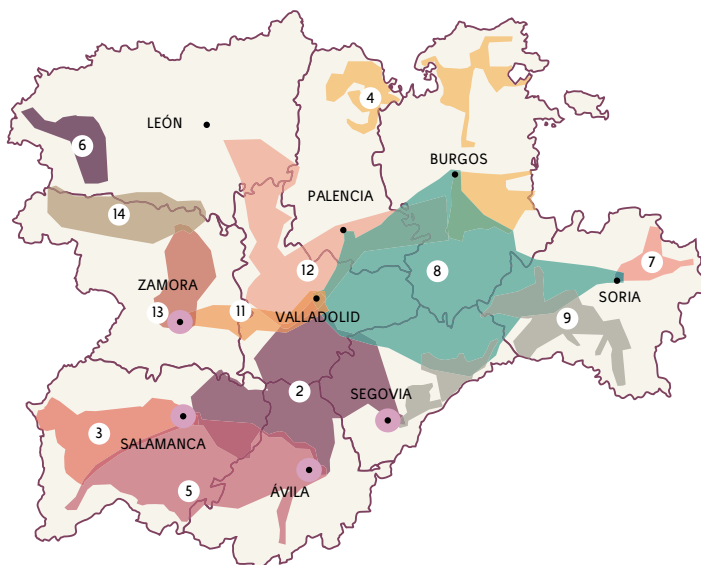 4
LEÓN
6
BURGOS
PALENCIA
14
7
12
8
ZAMORA
SORIA
13
11
VALLADOLID
9
2
SEGOVIA
3
SALAMANCA
5
ÁVILA